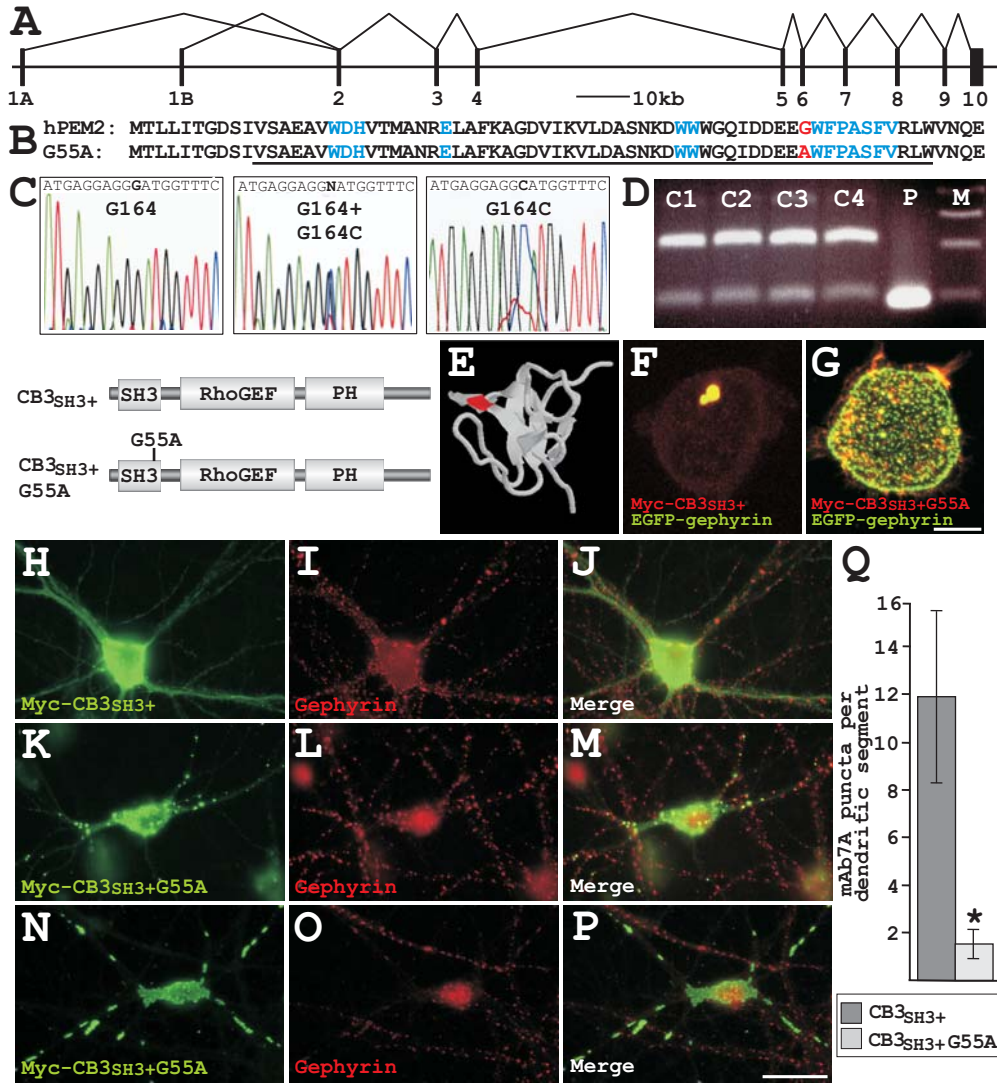 A
1A 1B 2 3 4 10kb 5 6 7 8 9 10
B
hPEM2: MTLLITGDSIVSAEAVWDHVTMANRELAFKAGDVIKVLDASNKDWWWGQIDDEEGWFPASFVRLWVNQE
G55A: MTLLITGDSIVSAEAVWDHVTMANRELAFKAGDVIKVLDASNKDWWWGQIDDEEAWFPASFVRLWVNQE
C
ATGAGGAGGGATGGTTTC
G164
ATGAGGAGGNATGGTTTC
G164+
G164C
ATGAGGAGGCATGGTTTC
G164C
D
C1 C2 C3 C4 P M
CB3SH3+
SH3 RhoGEF PH
G55A
CB3SH3+
G55A
SH3 RhoGEF PH
E
F
Myc-CB3SH3+
EGFP-gephyrin
G
Myc-CB3SH3+G55A
EGFP-gephyrin
H
Myc-CB3SH3+
I
Gephyrin
J
Merge
K
Myc-CB3SH3+G55A
L
Gephyrin
M
Merge
N
Myc-CB3SH3+G55A
O
Gephyrin
P
Merge
Q
mAb7A puncta per
dendritic segment
16
14
12
10
8
6
4
2
*
CB3SH3+
CB3SH3+G55A